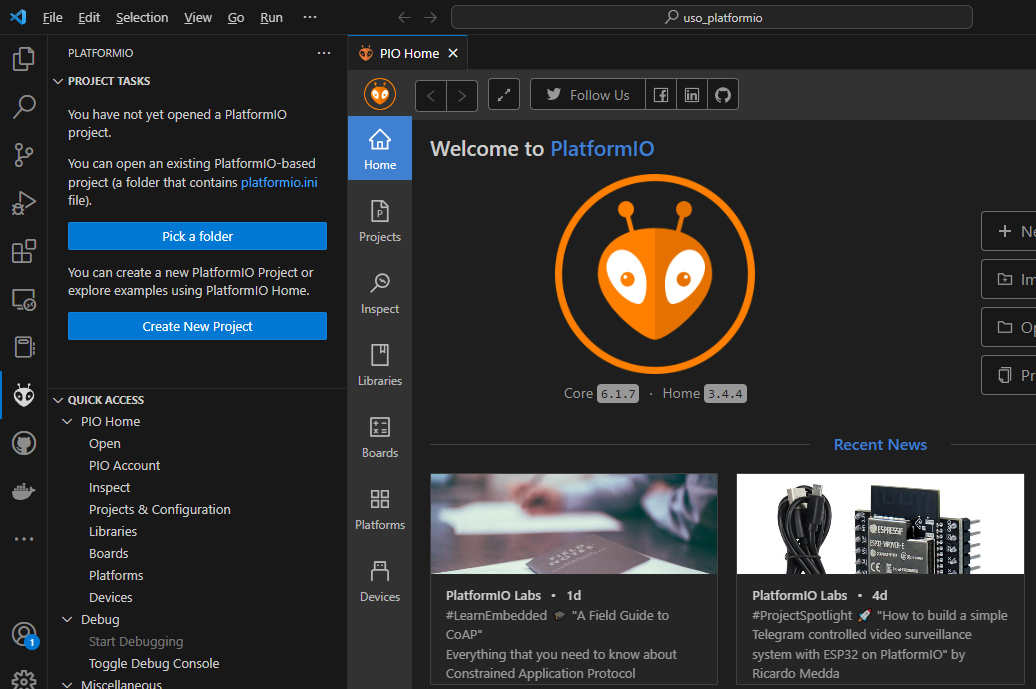 File Edit Selection View Go Run ···
uso_platformio
PLATFORMIO ···
PROJECT TASKS
You have not yet opened a PlatformIO
project.
You can open an existing PlatformIO-based
project (a folder that contains platformio.ini
file).
Pick a folder
You can create a new PlatformIO Project or
explore examples using PlatformIO Home.
Create New Project
QUICK ACCESS
PIO Home
Open
PIO Account
Inspect
Projects & Configuration
Libraries
Boards
Platforms
Devices
Debug
Start Debugging
Toggle Debug Console
Miscellaneous
1
PIO Home
Follow Us
Home
Projects
Inspect
Libraries
Boards
Platforms
Devices
Welcome to PlatformIO
Core 6.1.7 · Home 3.4.4
+ Ne
Im
Op
Pr
Recent News
FIELD NOTES
PlatformIO Labs • 1d
#LearnEmbedded 🎓 "A Field Guide to
CoAP"
Everything that you need to know about
Constrained Application Protocol
ESPRESSIF
ESP32-WROVER-E
CE
PlatformIO Labs • 4d
#ProjectSpotlight 🚀 "How to build a simple
Telegram controlled video surveillance
system with ESP32 on PlatformIO" by
Ricardo Medda